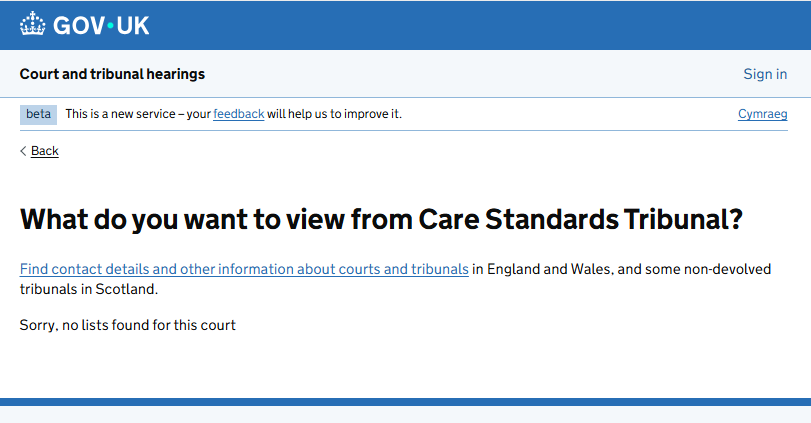 GOV·UK
Court and tribunal hearings
Sign in
beta
This is a new service – your feedback will help us to improve it.
Cymraeg
Back
What do you want to view from Care Standards Tribunal?
Find contact details and other information about courts and tribunals in England and Wales, and some non-devolved
tribunals in Scotland.
Sorry, no lists found for this court